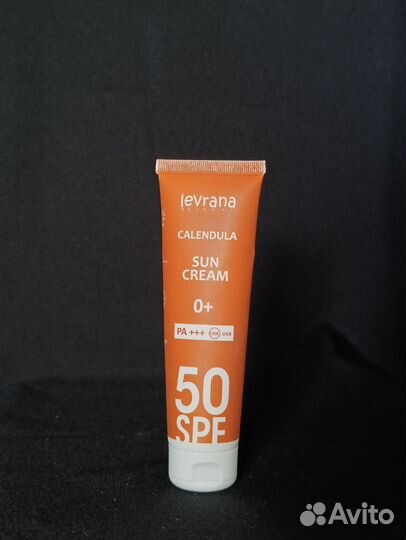 levrana
CALENDULA
SUN
CREAM
0+
PA +++ UVA UVB
50
SPF
Avito